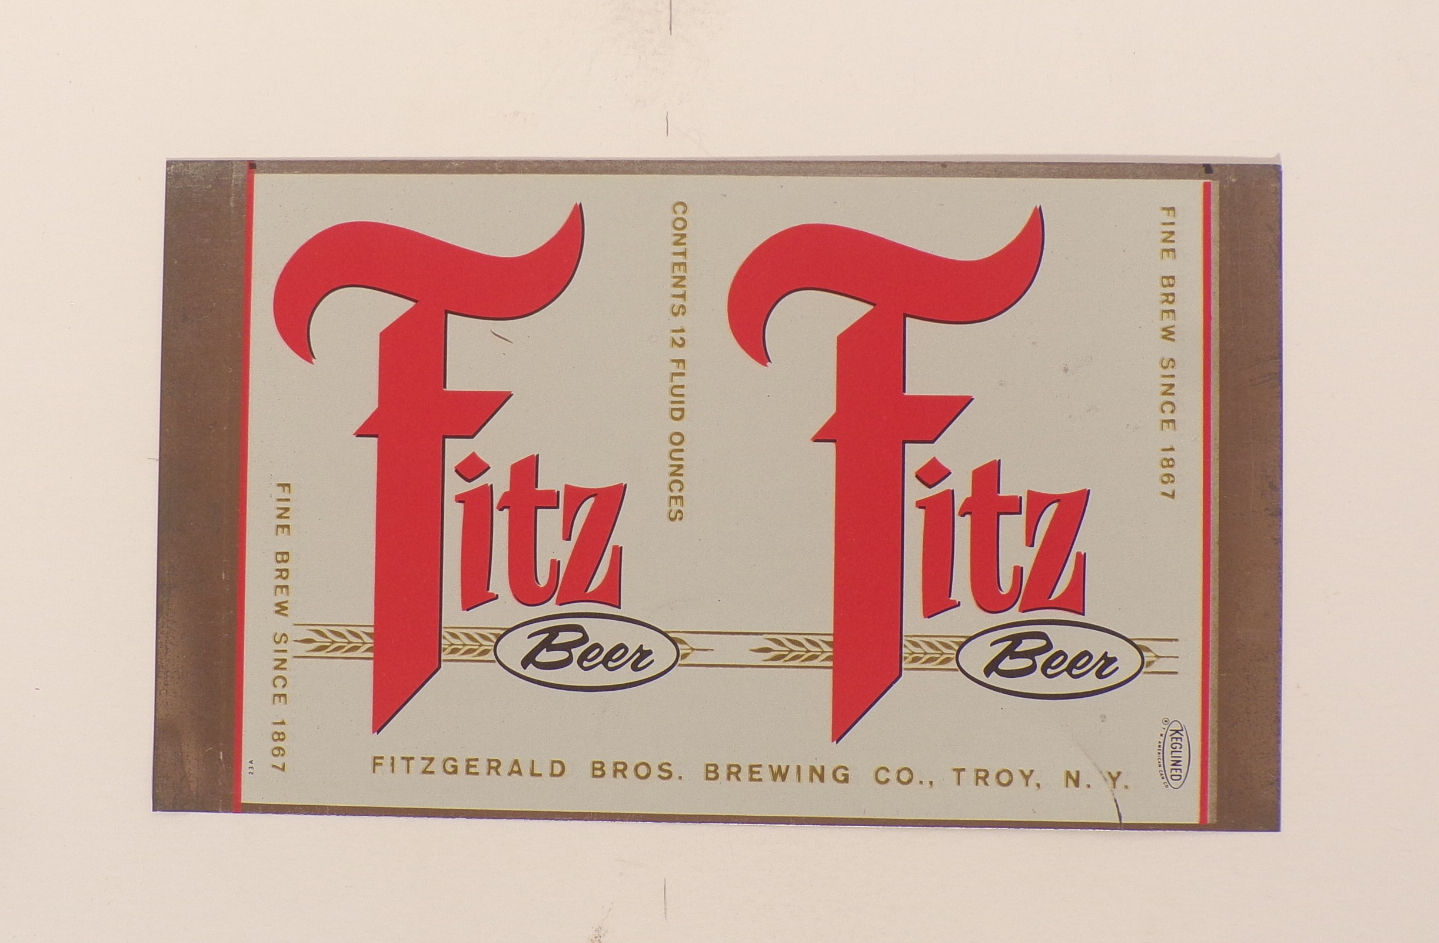 Fitz
Beer
FINE BREW SINCE 1867
CONTENTS 12 FLUID OUNCES
Fitz
Beer
FINE BREW SINCE 1867
FITZGERALD BROS. BREWING CO., TROY, N. Y.
KEGLINED